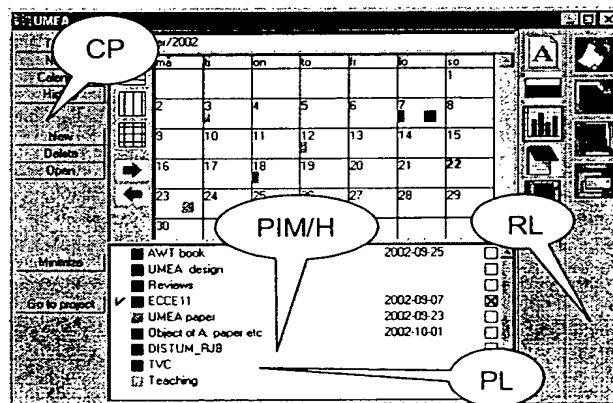 UMEA
CP
er/2002
må ti on to fr lö sö
1
2 3 4 5 6 7 8
9 10 11 12 13 14 15
16 17 18 19 20 21 22
23 24 25 26 27 28 29
30
New
Delete
Open
Minimize
Go to project
A
PIM/H
RL
PL
AWT book 2002-09-25
UMEA design
Reviews
ECCE11 2002-09-07
UMEA paper 2002-09-23
Object of A. paper etc 2002-10-01
DISTUM_RJB
TVC
Teaching